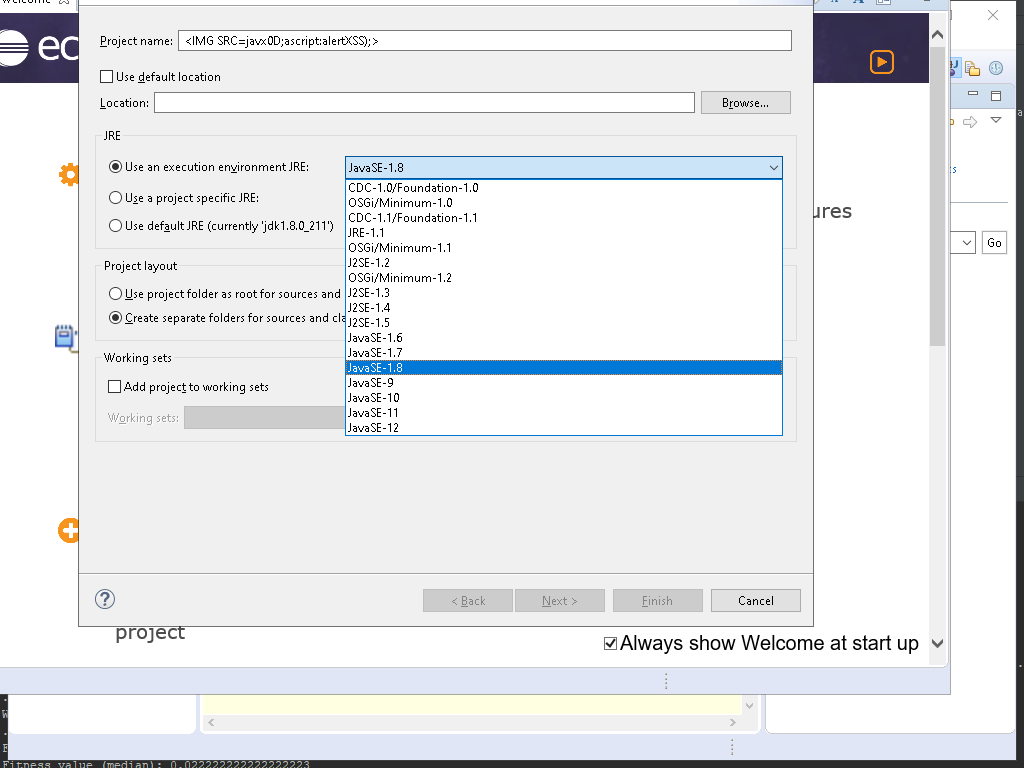 Welcome
Project name: <IMG SRC=javx0D;ascript:alertXSS);>
Use default location
Location:
Browse...
JRE
Use an execution environment JRE:
JavaSE-1.8
CDC-1.0/Foundation-1.0
OSGi/Minimum-1.0
CDC-1.1/Foundation-1.1
JRE-1.1
OSGi/Minimum-1.1
J2SE-1.2
OSGi/Minimum-1.2
J2SE-1.3
J2SE-1.4
J2SE-1.5
JavaSE-1.6
JavaSE-1.7
JavaSE-1.8
JavaSE-9
JavaSE-10
JavaSE-11
JavaSE-12
Use a project specific JRE:
Use default JRE (currently 'jdk1.8.0_211')
Project layout
Use project folder as root for sources and
Create separate folders for sources and cla
Working sets
Add project to working sets
Working sets:
ec
ures
Go
< Back
Next >
Finish
Cancel
project
Always show Welcome at start up
Fitness value (median): 0.022222222222222223